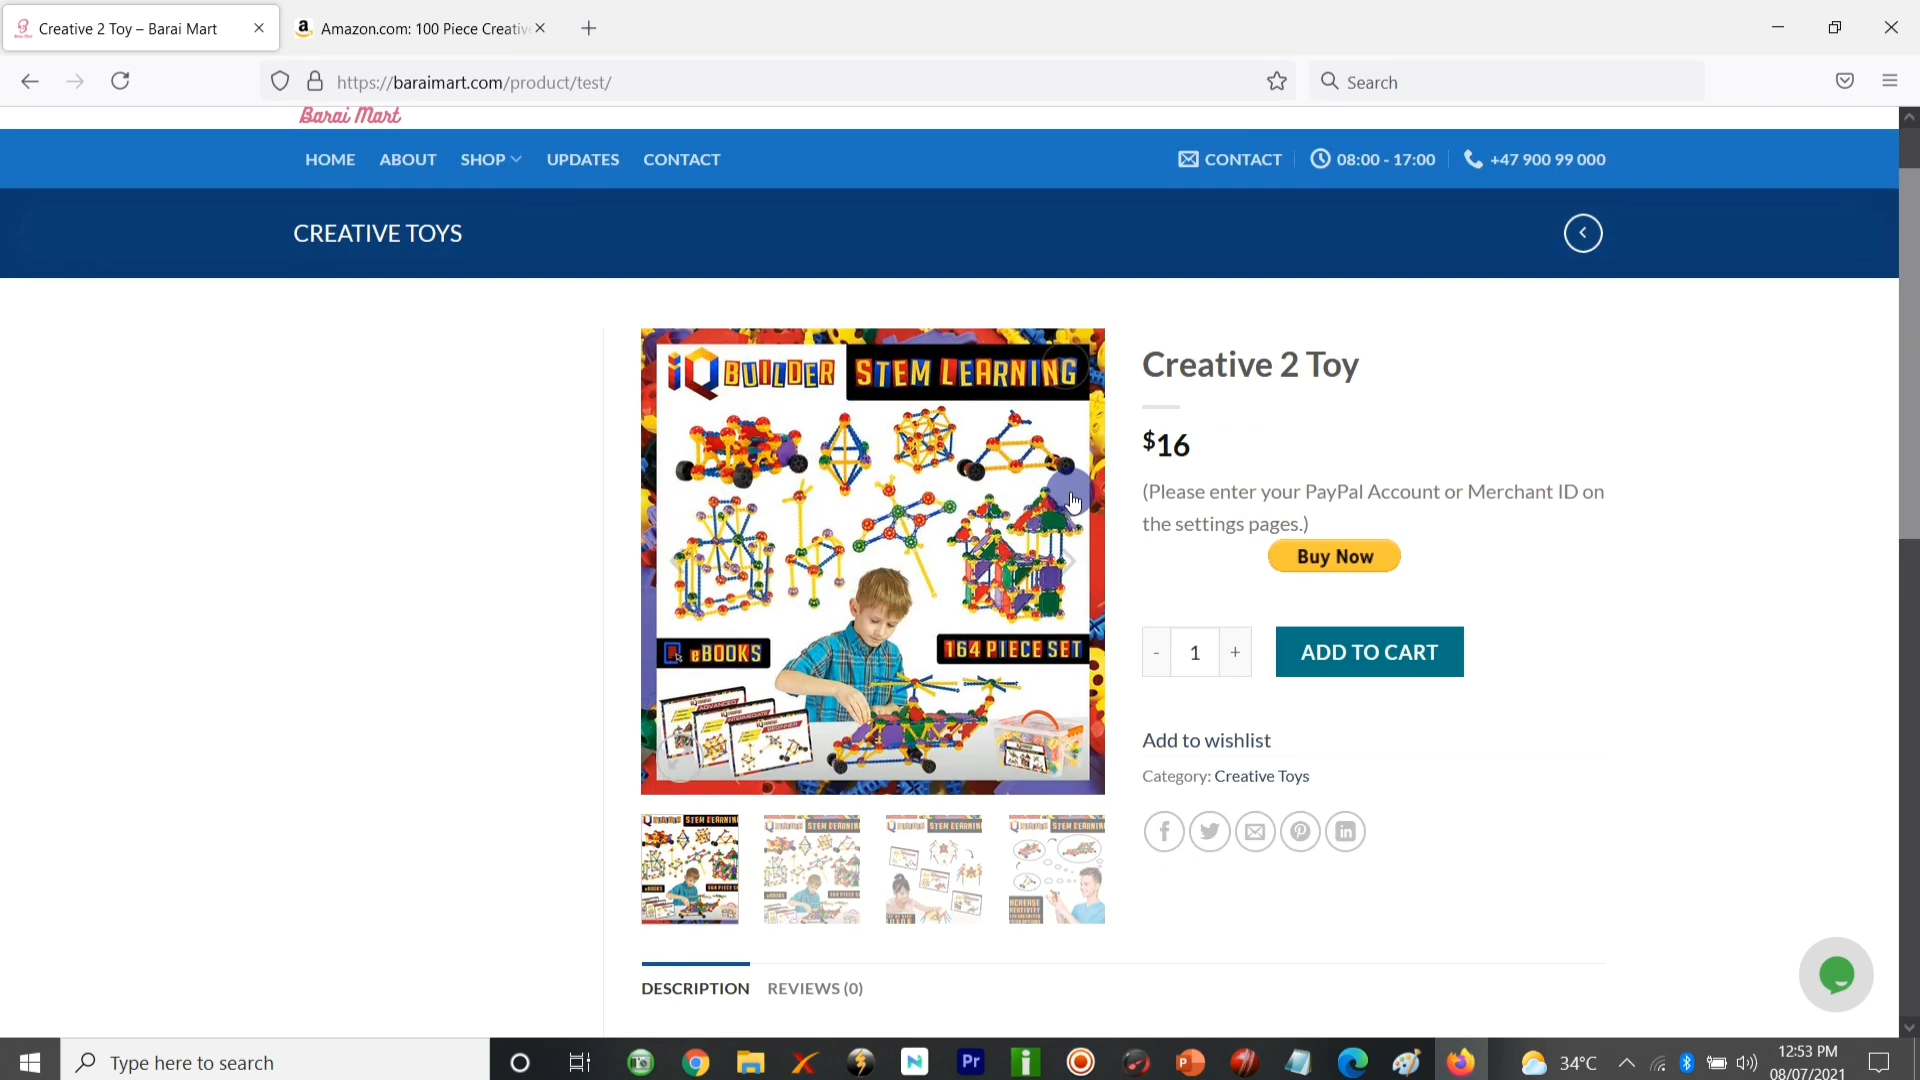 Creative 2 Toy – Barai Mart
Amazon.com: 100 Piece Creativ
https://baraimart.com/product/test/
Search
Barai Mart
HOME ABOUT SHOP UPDATES CONTACT
CONTACT 08:00 - 17:00 +47 900 99 000
CREATIVE TOYS
iQ BUILDER STEM LEARNING
eBOOKS
164 PIECE SET
ADVANCED
INTERMEDIATE
BEGINNER
Creative 2 Toy
$16
(Please enter your PayPal Account or Merchant ID on
the settings pages.)
Buy Now
- 1 +
ADD TO CART
Add to wishlist
Category: Creative Toys
DESCRIPTION REVIEWS (0)
Type here to search
34°C
12:53 PM
08/07/2021